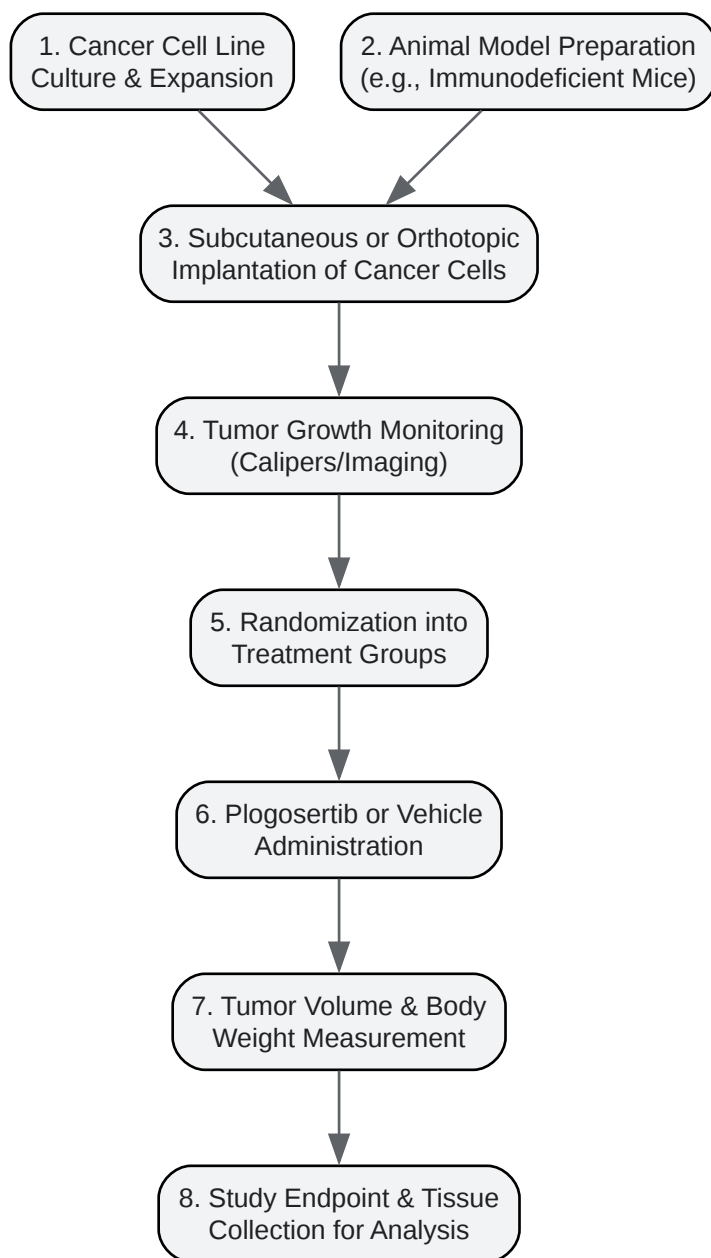 1. Cancer Cell Line
Culture & Expansion
2. Animal Model Preparation
(e.g., Immunodeficient Mice)
3. Subcutaneous or Orthotopic
Implantation of Cancer Cells
4. Tumor Growth Monitoring
(Calipers/Imaging)
5. Randomization into
Treatment Groups
6. Plogosertib or Vehicle
Administration
7. Tumor Volume & Body
Weight Measurement
8. Study Endpoint & Tissue
Collection for Analysis